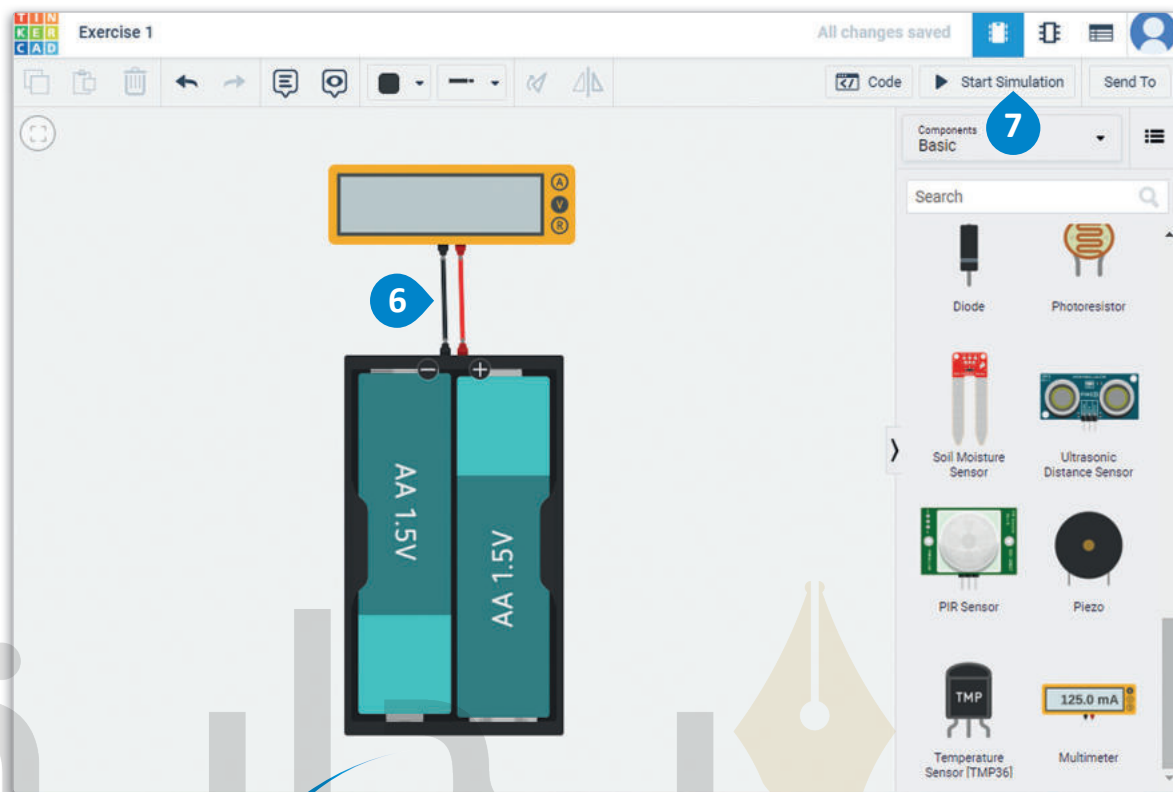 TIN
KER
CAD
Exercise 1
All changes saved
Code
Start Simulation
Send To
7
Components
Basic
Search
A
V
R
6
Diode
Photoresistor
AA 1.5V
AA 1.5V
Soil Moisture
Sensor
Ultrasonic
Distance Sensor
PIR Sensor
Piezo
TMP
125.0 mA
Temperature
Sensor [TMP36]
Multimeter